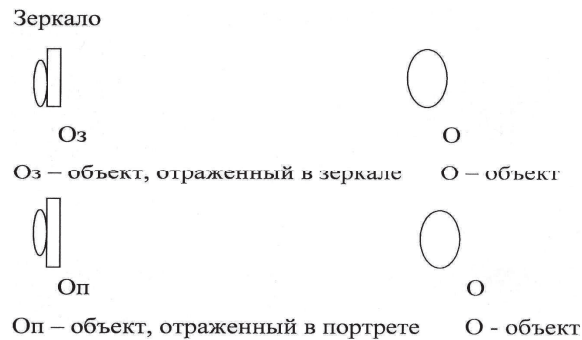 Зеркало
Оз О
Оз – объект, отраженный в зеркале О – объект
Оп О
Оп – объект, отраженный в портрете О - объект